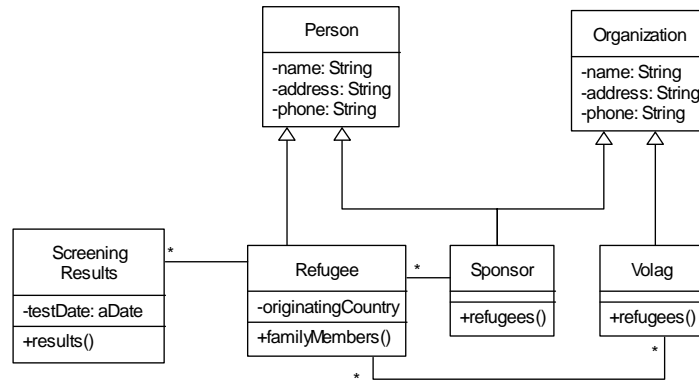 Person
-name: String
-address: String
-phone: String
Organization
-name: String
-address: String
-phone: String
Screening
Results
-testDate: aDate
+results()
*
Refugee
-originatingCountry
+familyMembers()
*
Sponsor
+refugees()
Volag
+refugees()
*
*